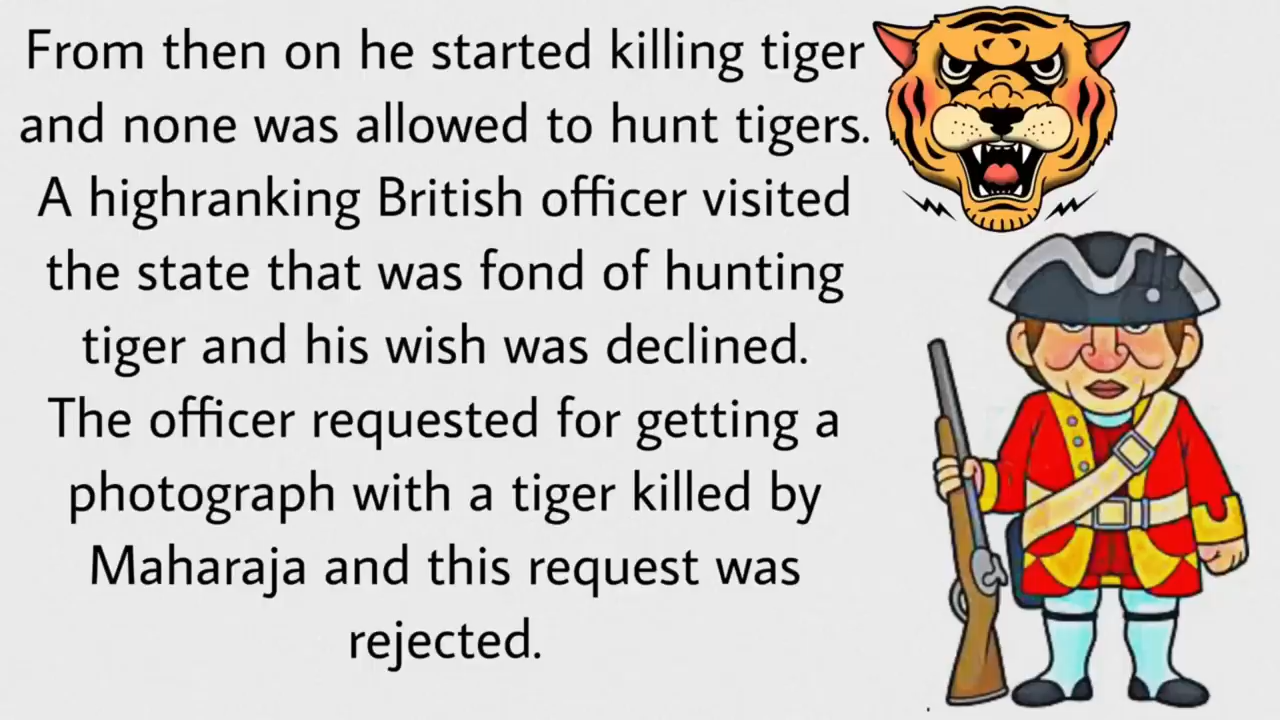 From then on he started killing tiger
and none was allowed to hunt tigers.
A highranking British officer visited
the state that was fond of hunting
tiger and his wish was declined.
The officer requested for getting a
photograph with a tiger killed by
Maharaja and this request was
rejected.